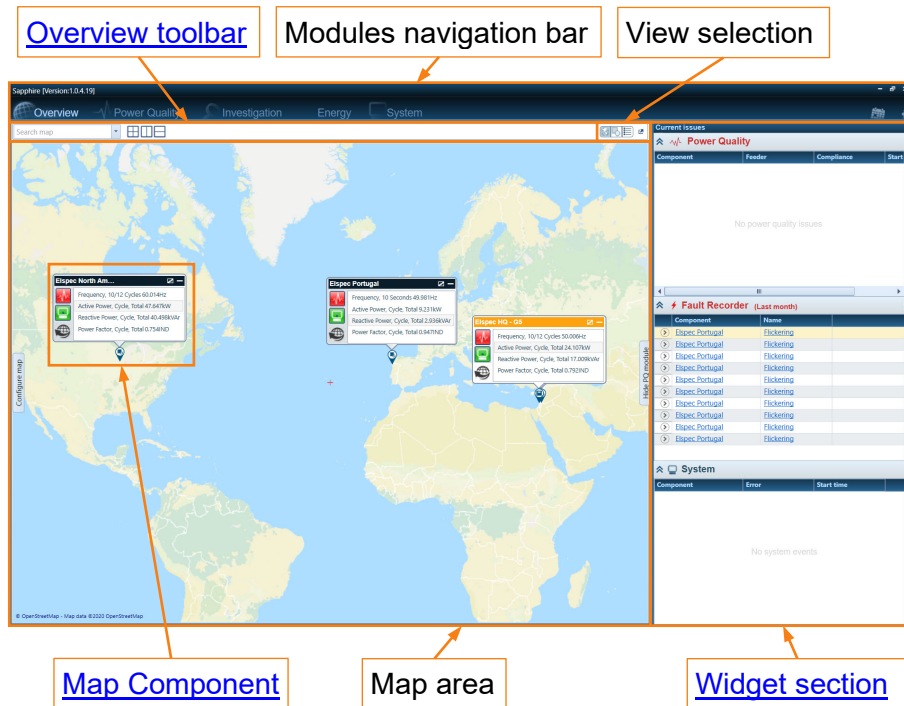 Overview toolbar
Modules navigation bar
View selection
Sapphire [Version:1.0.4.19]
Overview
Power Quality
Investigation
Energy
System
Search map
Current issues
Power Quality
Component Feeder Compliance Start
No power quality issues
Elspec North Am...
Frequency, 10/12 Cycles 60.014Hz
Active Power, Cycle, Total 47.647kW
Reactive Power, Cycle, Total 40.498kVAr
Power Factor, Cycle, Total 0.754IND
Elspec Portugal
Frequency, 10 Seconds 49.981Hz
Active Power, Cycle, Total 9.231kW
Reactive Power, Cycle, Total 2.936kVAr
Power Factor, Cycle, Total 0.947IND
Elspec HQ - G5
Frequency, 10/12 Cycles 50.006Hz
Active Power, Cycle, Total 24.107kW
Reactive Power, Cycle, Total 17.009kVAr
Power Factor, Cycle, Total 0.792IND
Configure map
Hide PQ module
Fault Recorder (Last month)
Component Name
Elspec Portugal Flickering
Elspec Portugal Flickering
Elspec Portugal Flickering
Elspec Portugal Flickering
Elspec Portugal Flickering
Elspec Portugal Flickering
Elspec Portugal Flickering
Elspec Portugal Flickering
Elspec Portugal Flickering
Elspec Portugal Flickering
System
Component Error Start time
No system events
© OpenStreetMap - Map data ©2020 OpenStreetMap
Map Component
Map area
Widget section